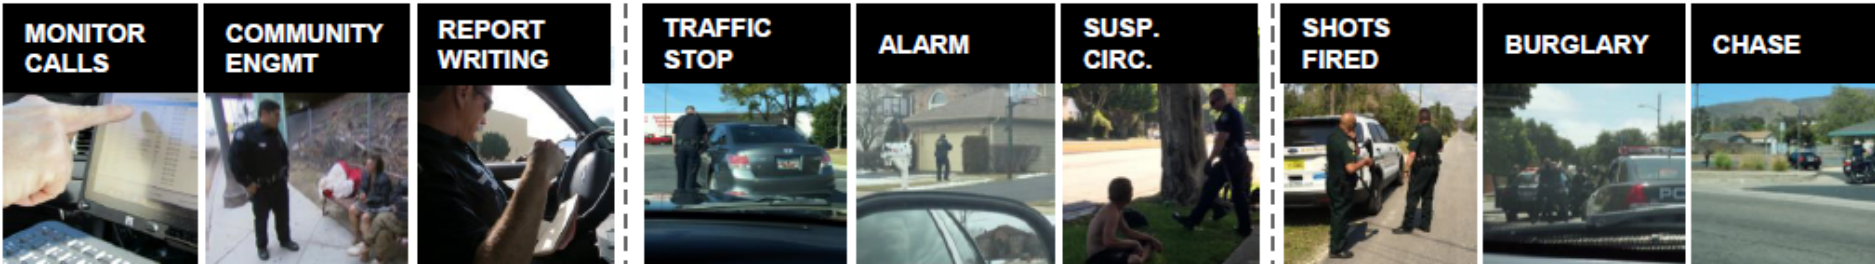 MONITOR
CALLS
COMMUNITY
ENGMT
REPORT
WRITING
TRAFFIC
STOP
ALARM
SUSP.
CIRC.
SHOTS
FIRED
BURGLARY
CHASE